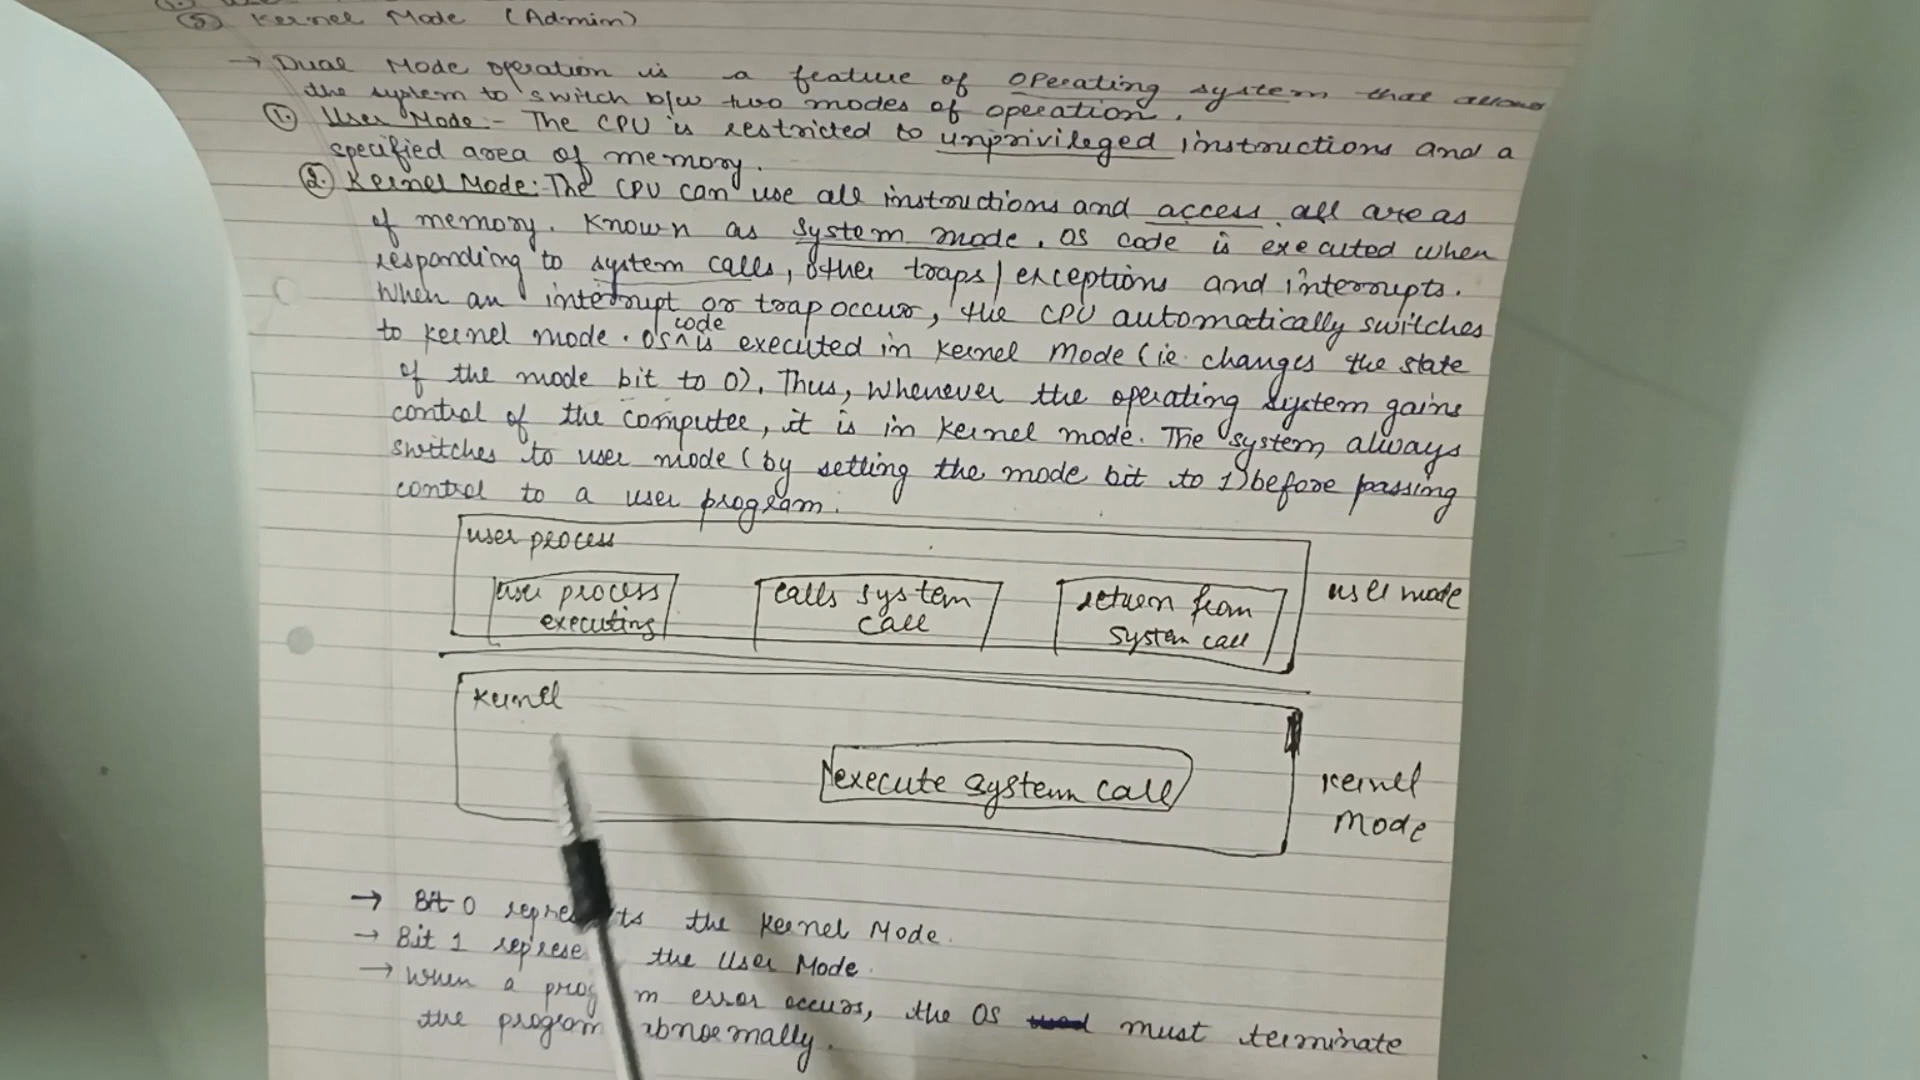 ⑤ Kernel Mode (Admin)
→ Dual Mode operation is a feature of operating system that allows
the system to switch b/w two modes of operation.
① User Mode:- The CPU is restricted to unprivileged instructions and a
specified area of memory.
② Kernel Mode: The CPU can use all instructions and access all areas
of memory. Known as system mode. OS code is executed when
responding to system calls, other traps/exceptions and interrupts.
When an interrupt or trap occur, the CPU automatically switches
to kernel mode. OS code is executed in kernel mode (ie. changes the state
of the mode bit to 0). Thus, whenever the operating system gains
control of the computer, it is in kernel mode. The system always
switches to user mode (by setting the mode bit to 1) before passing
control to a user program.
user process
user process executing
calls system call
return from system call
user mode
Kernel
execute system call
kernel Mode
→ Bit 0 represents the Kernel Mode.
→ Bit 1 the User Mode.
→ When a program error occurs, the OS must terminate
the program abnormally.